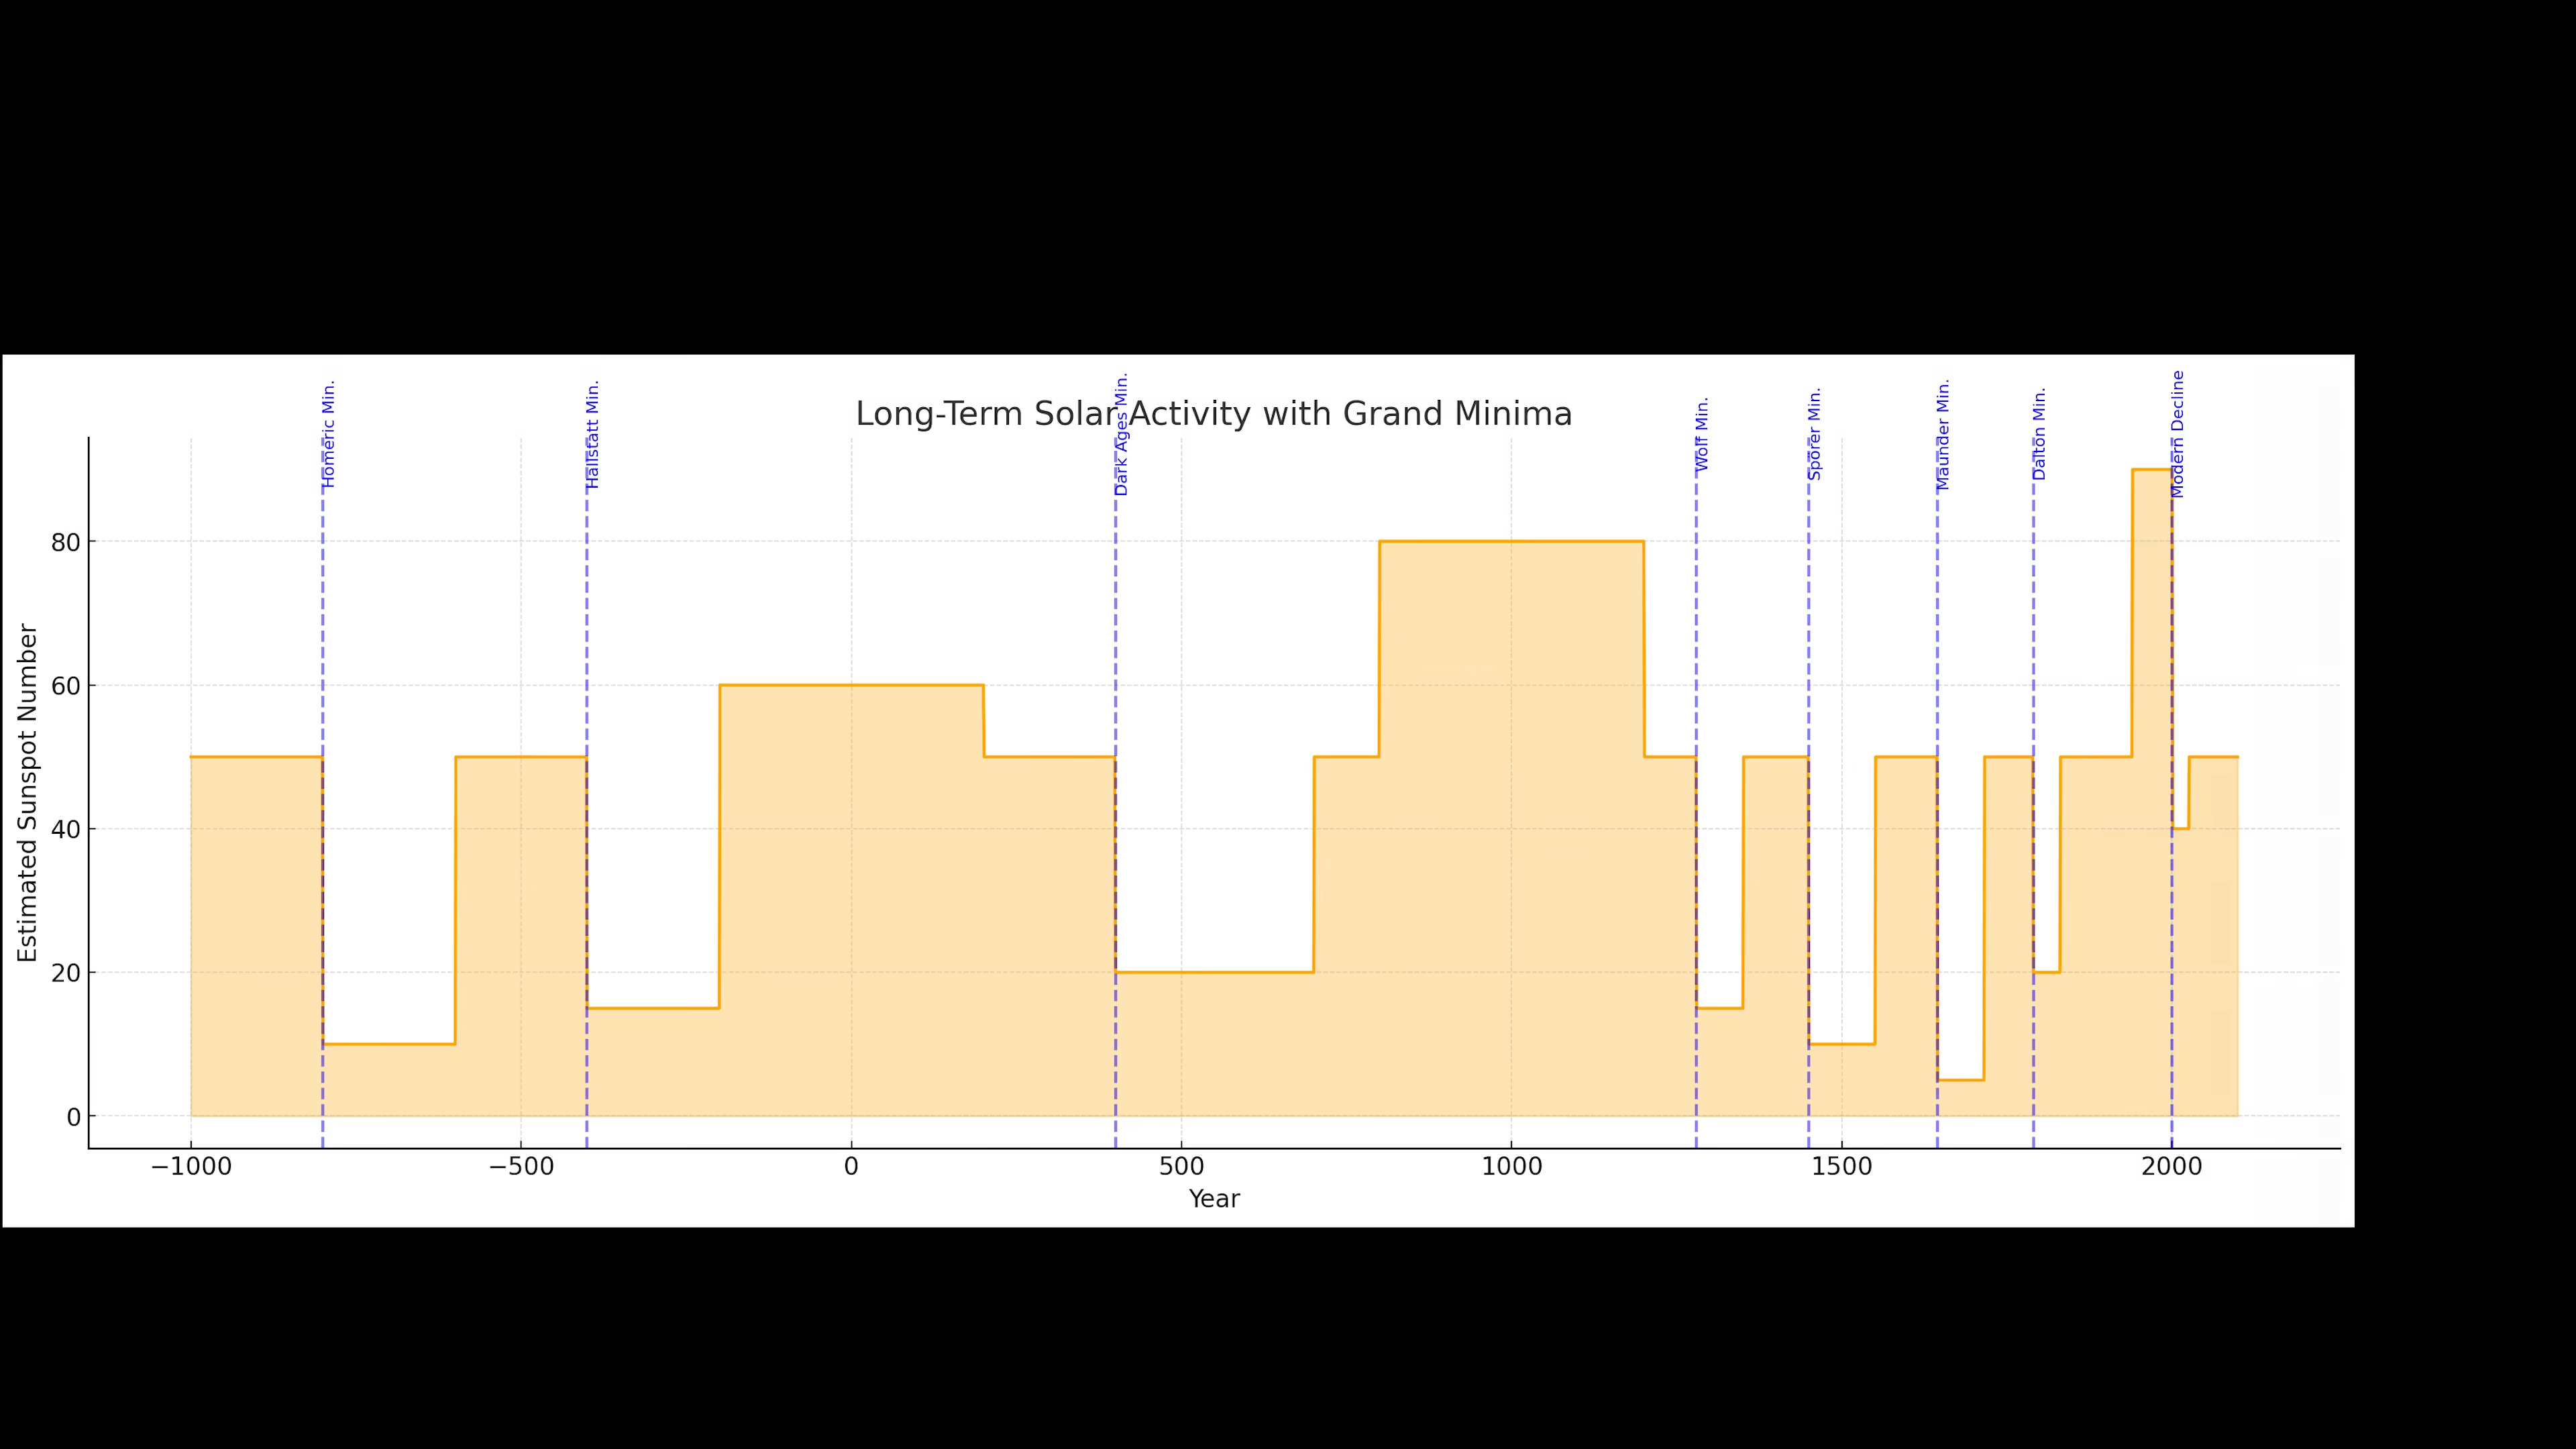 Homeric Min.
Hallstatt Min.
Dark Ages Min.
Wolf Min.
Spörer Min.
Maunder Min.
Dalton Min.
Modern Decline
Long-Term Solar Activity with Grand Minima
Estimated Sunspot Number
80
60
40
20
0
−1000
−500
0
500
1000
1500
2000
Year